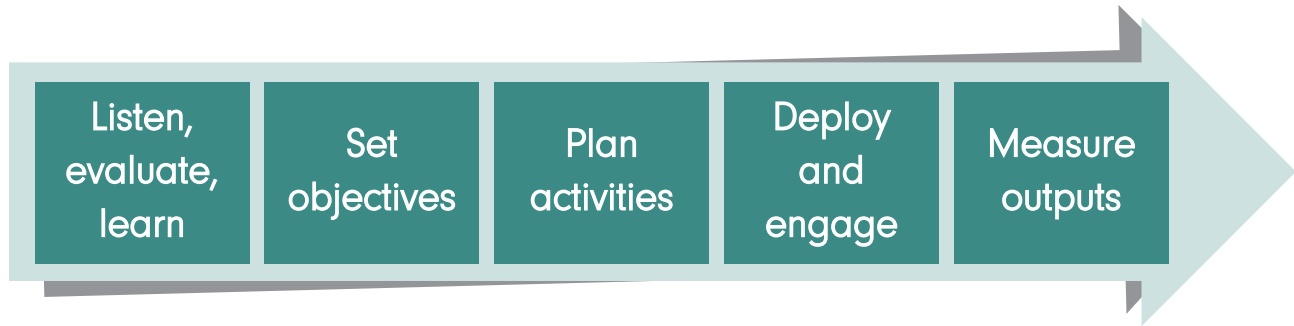 Listen,
evaluate,
learn
Set
objectives
Plan
activities
Deploy
and
engage
Measure
outputs